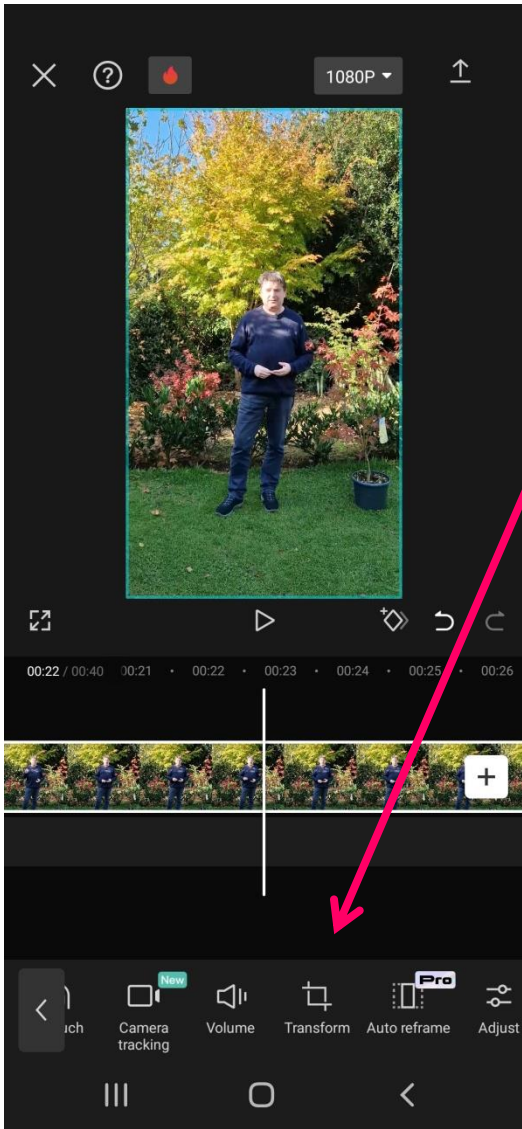 1080P
00:22 / 00:40 00:21 00:22 00:23 00:24 00:25 00:26
New
Pro
uch Camera tracking Volume Transform Auto reframe Adjust